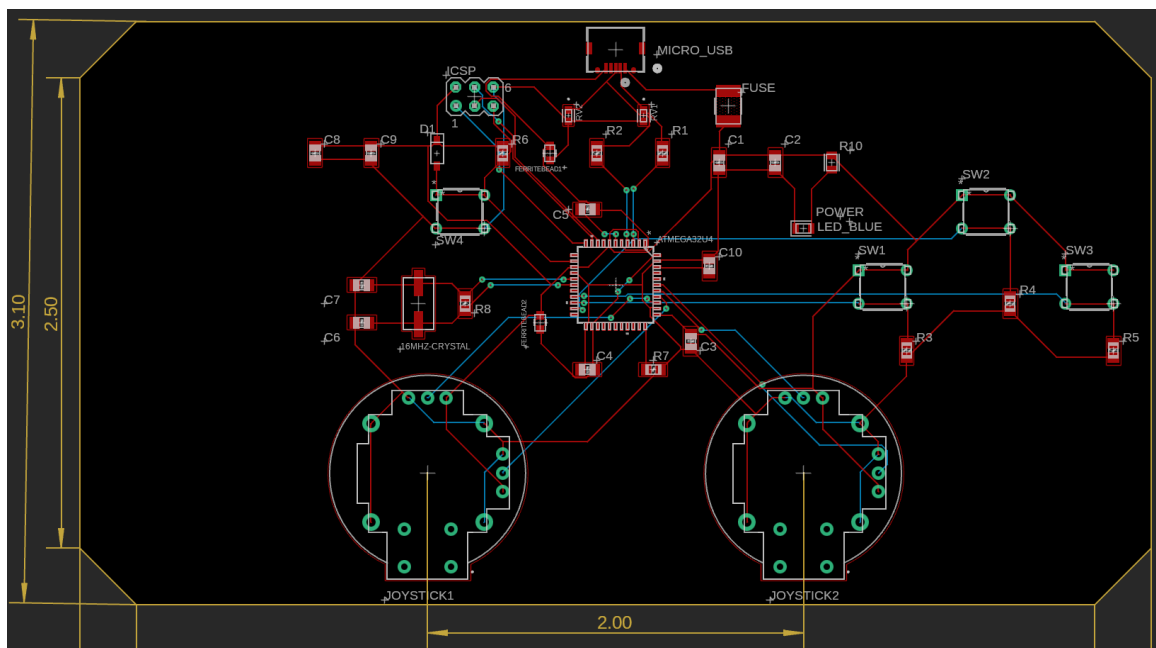 MICRO_USB
ICSP
6
1
FUSE
RV2
RV1
D1
R6
R2
R1
C8
C9
C1
C2
R10
FERRITEBEAD1
SW2
C5
POWER
LED_BLUE
SW4
ATMEGA32U4
SW1
SW3
C10
C7
R8
R4
3.10
2.50
C6
16MHZ-CRYSTAL
FERRITEBEAD2
C4
R7
C3
R3
R5
JOYSTICK1
JOYSTICK2
2.00